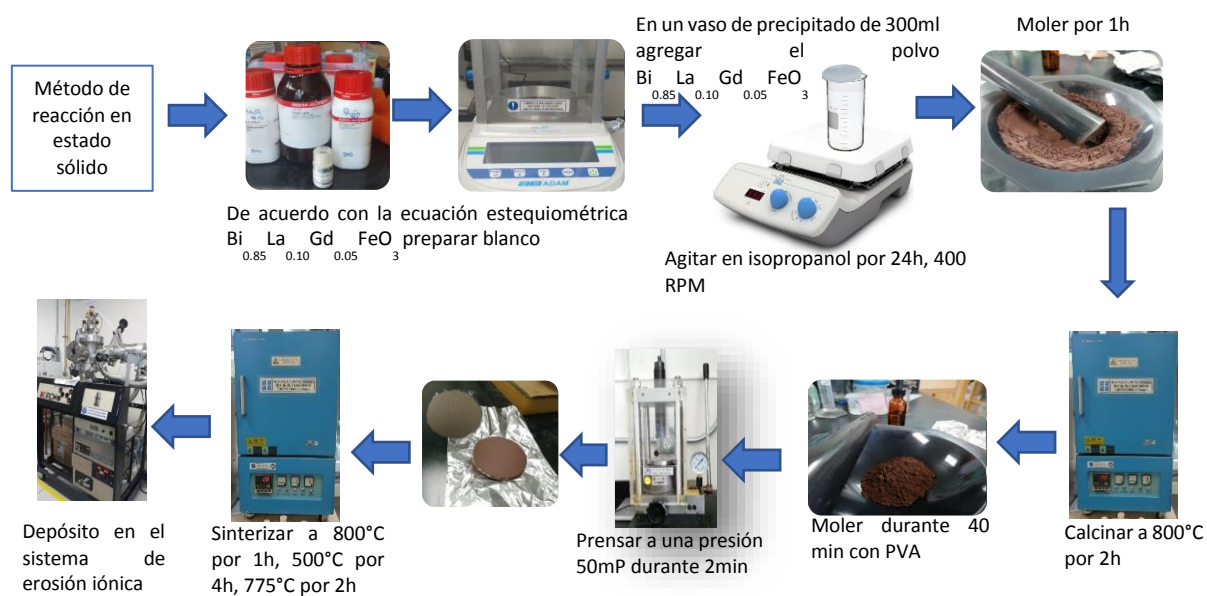 Método de
reacción en
estado
sólido
De acuerdo con la ecuación estequiométrica
Bi0.85La0.10Gd0.05FeO3 preparar blanco
ADAM
En un vaso de precipitado de 300ml
agregar el polvo
Bi0.85La0.10Gd0.05FeO3
Agitar en isopropanol por 24h, 400
RPM
Moler por 1h
Calcinar a 800°C
por 2h
Moler durante 40
min con PVA
Prensar a una presión
50mP durante 2min
Sinterizar a 800°C
por 1h, 500°C por
4h, 775°C por 2h
Depósito en el
sistema de
erosión iónica